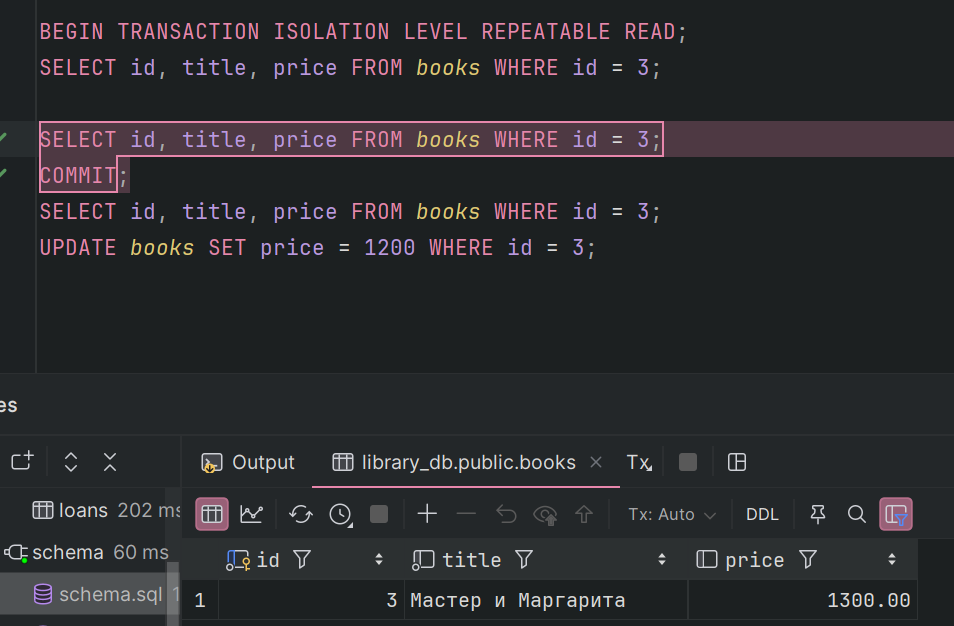 BEGIN TRANSACTION ISOLATION LEVEL REPEATABLE READ;
SELECT id, title, price FROM books WHERE id = 3;
SELECT id, title, price FROM books WHERE id = 3;
COMMIT;
SELECT id, title, price FROM books WHERE id = 3;
UPDATE books SET price = 1200 WHERE id = 3;
es
Output library_db.public.books Tx
loans 202 ms
schema 60 ms
schema.sql 1
Tx: Auto DDL
id title price
1 3 Мастер и Маргарита 1300.00